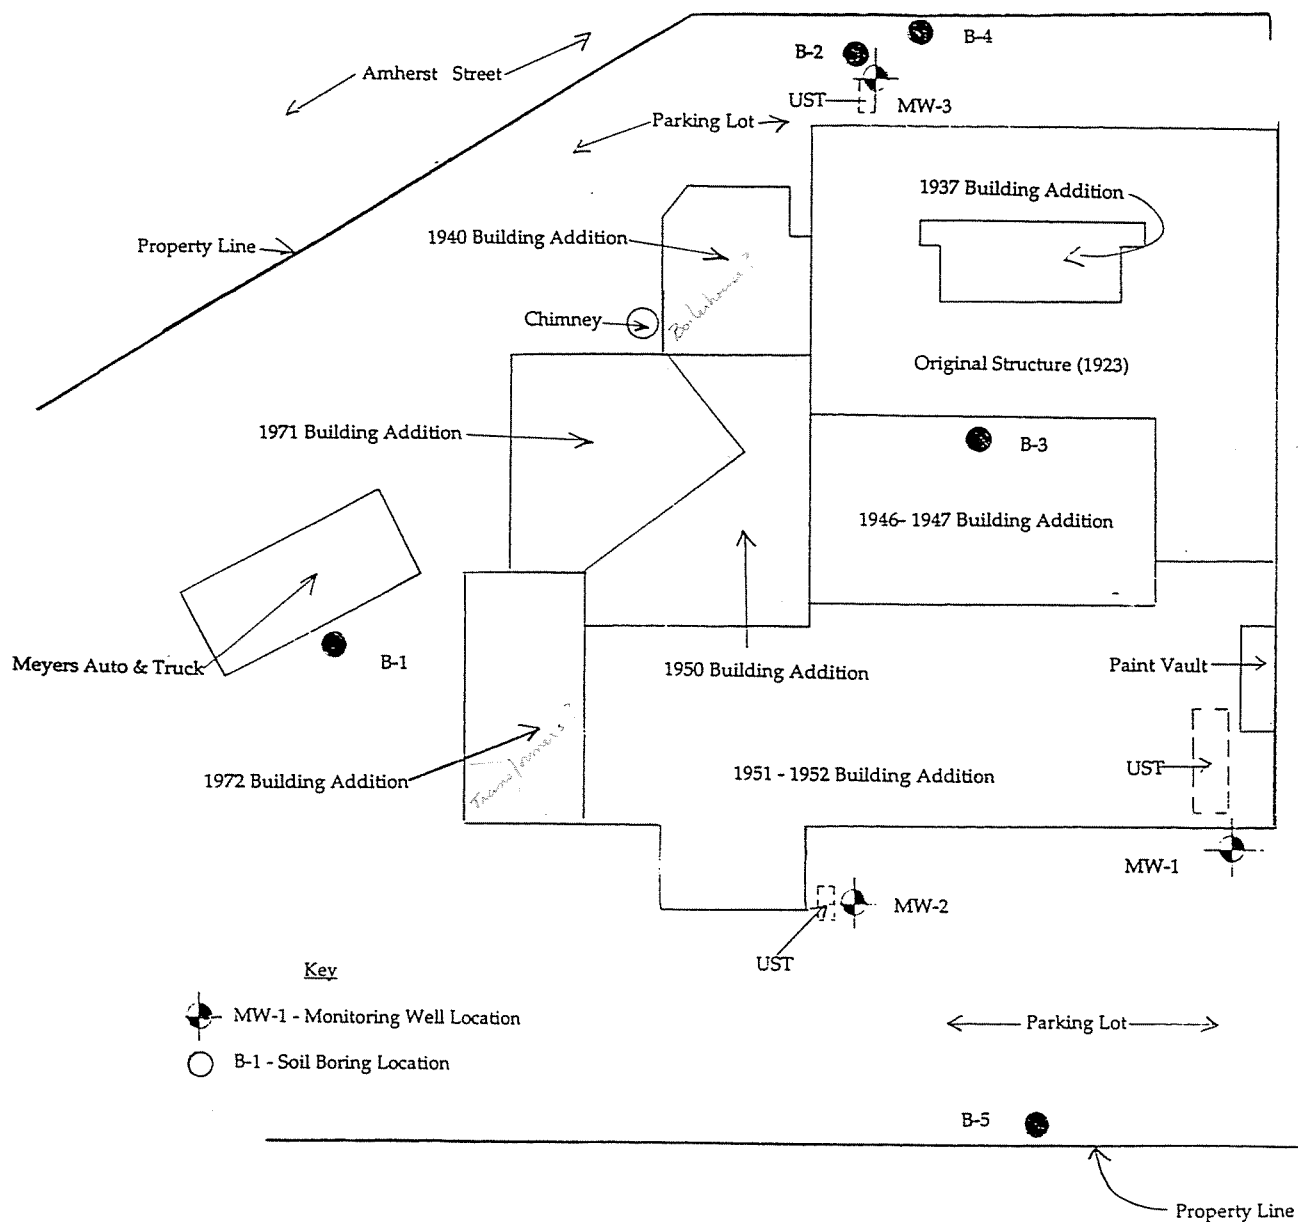 B-4
B-2
Amherst Street
UST
MW-3
Parking Lot
1937 Building Addition
1940 Building Addition
Property Line
Boilerhouse?
Chimney
Original Structure (1923)
1971 Building Addition
B-3
1946- 1947 Building Addition
Meyers Auto & Truck
B-1
1950 Building Addition
Paint Vault
Transformers?
1972 Building Addition
1951 - 1952 Building Addition
UST
MW-1
MW-2
UST
Key
MW-1 - Monitoring Well Location
Parking Lot
B-1 - Soil Boring Location
B-5
Property Line